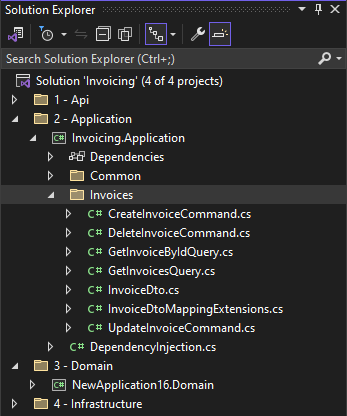 Solution Explorer
Search Solution Explorer (Ctrl+;)
Solution 'Invoicing' (4 of 4 projects)
1 - Api
2 - Application
C# Invoicing.Application
Dependencies
Common
Invoices
C# CreateInvoiceCommand.cs
C# DeleteInvoiceCommand.cs
C# GetInvoiceByIdQuery.cs
C# GetInvoicesQuery.cs
C# InvoiceDto.cs
C# InvoiceDtoMappingExtensions.cs
C# UpdateInvoiceCommand.cs
C# DependencyInjection.cs
3 - Domain
C# NewApplication16.Domain
4 - Infrastructure